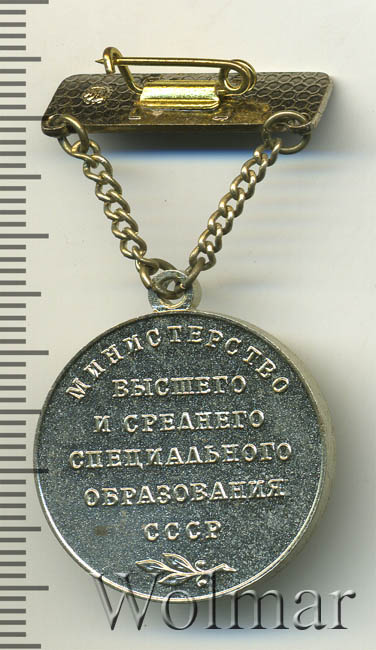 МИНИСТЕРСТВО
ВЫСШЕГО
И СРЕДНЕГО
СПЕЦИАЛЬНОГО
ОБРАЗОВАНИЯ
СССР
Wolmar